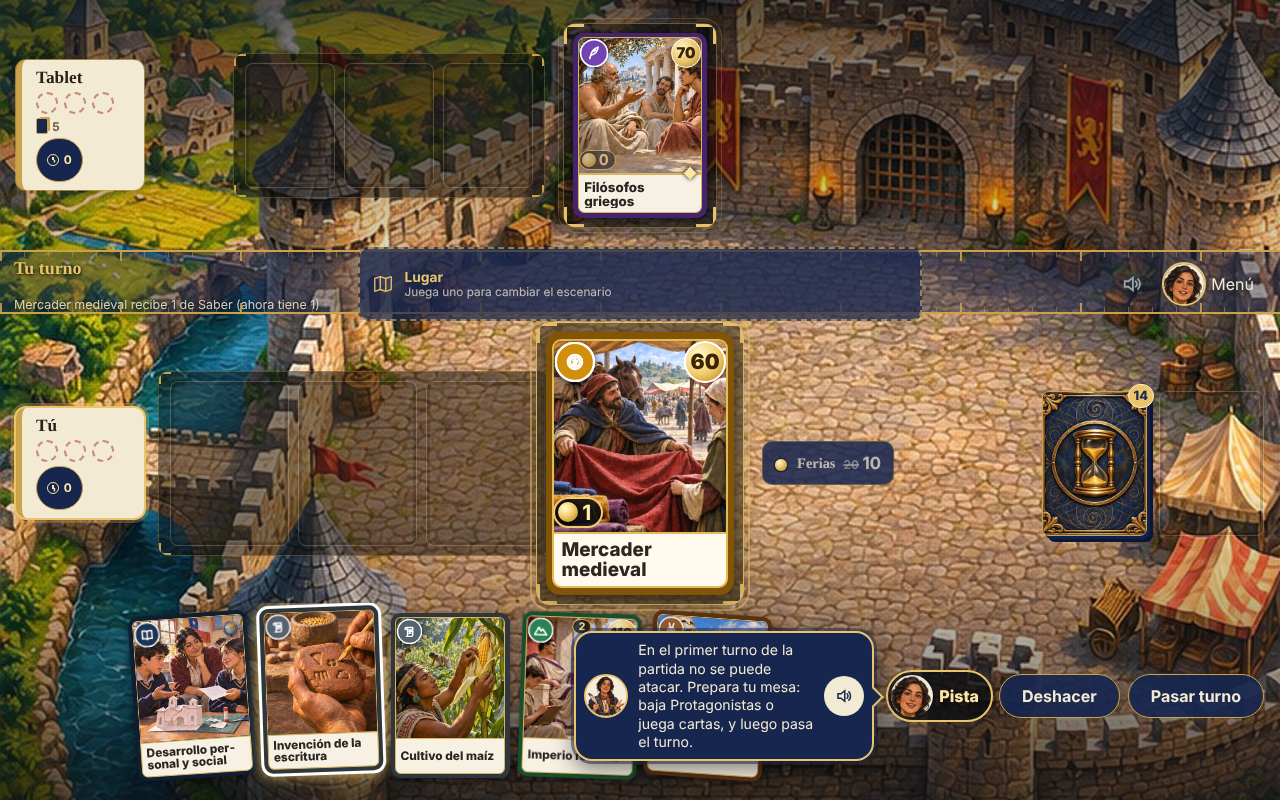 Tablet
5
0
70
0
Filósofos
griegos
Tu turno
Mercader medieval recibe 1 de Saber (ahora tiene 1)
Lugar
Juega uno para cambiar el escenario
Menú
Tú
0
60
1
Mercader
medieval
Ferias 20 10
14
Desarrollo per-
sonal y social
Invención de la
escritura
Cultivo del maíz
2
Imperio
En el primer turno de la
partida no se puede
atacar. Prepara tu mesa:
baja Protagonistas o
juega cartas, y luego pasa
el turno.
Pista
Deshacer
Pasar turno